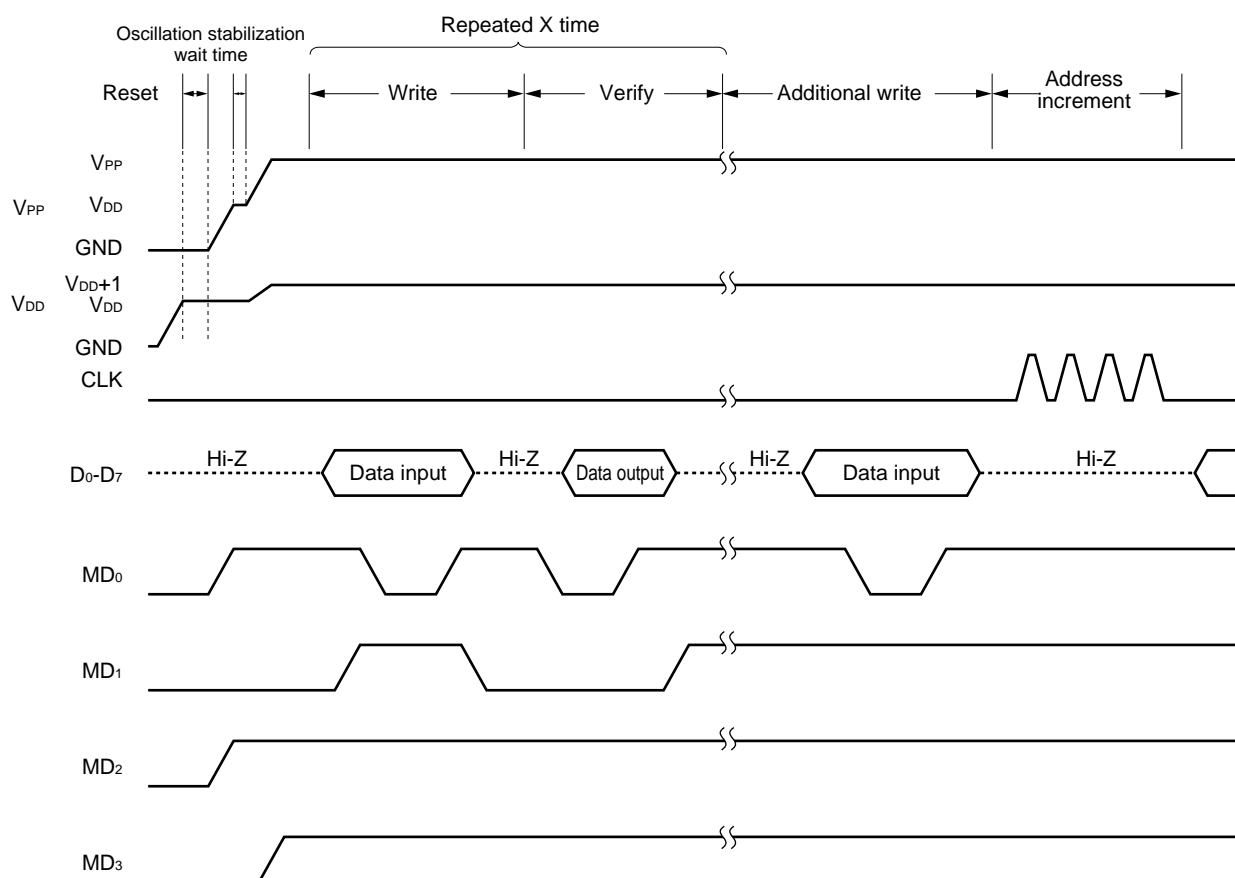 Repeated X time
Oscillation stabilization
wait time
Reset
Write
Verify
Additional write
Address
increment
VPP
VPP VDD
GND
VDD+1
VDD VDD
GND
CLK
D0-D7 Hi-Z Data input Hi-Z Data output Hi-Z Data input Hi-Z
MD0
MD1
MD2
MD3